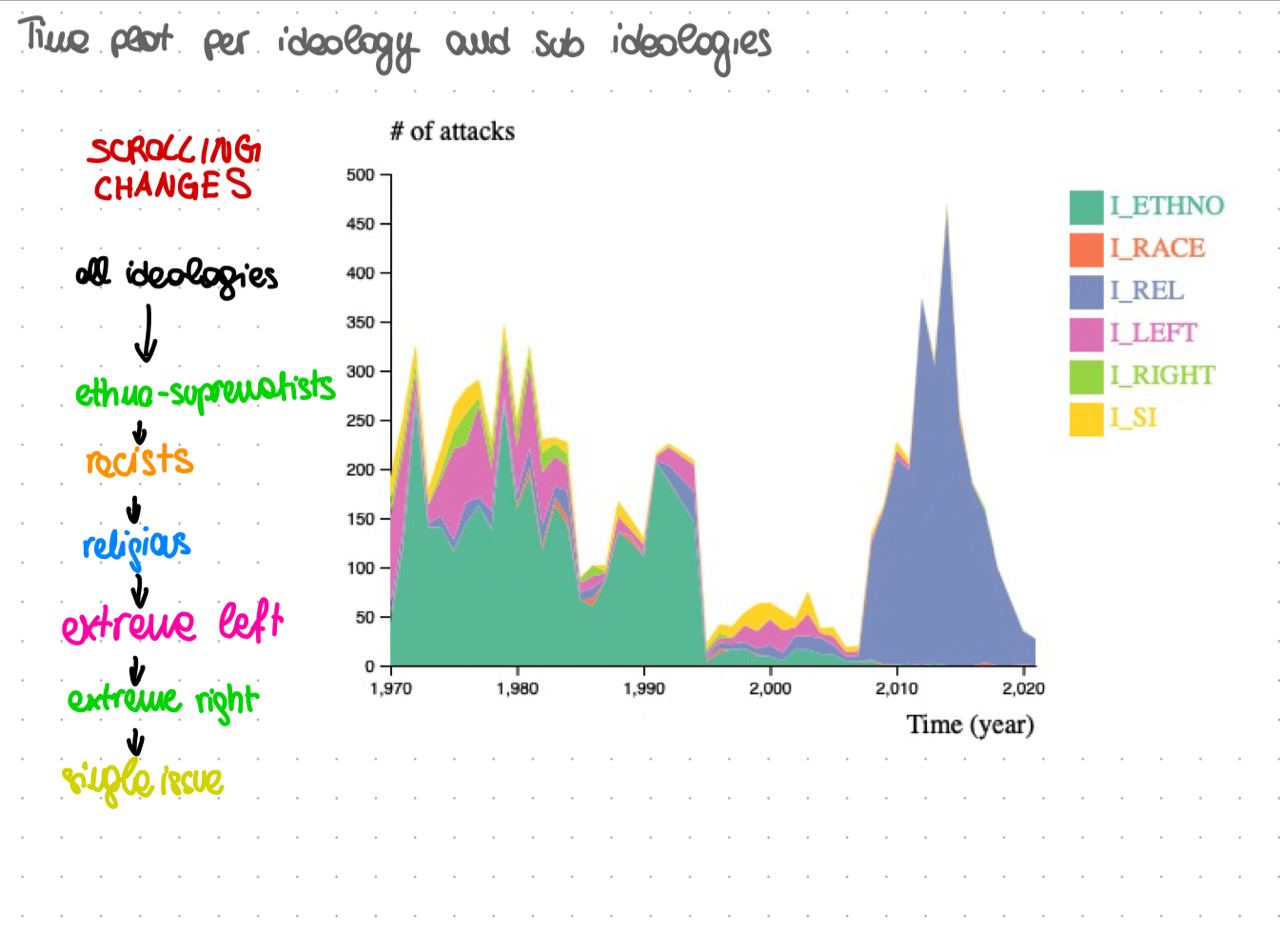 Time plot per ideology and sub ideologies
SCROLLING
CHANGES
all ideologies
ethno-suprematists
racists
religious
extreme left
extreme right
single issue
# of attacks
500
450
400
350
300
250
200
150
100
50
0
1,970
1,980
1,990
2,000
2,010
2,020
Time (year)
I_ETHNO
I_RACE
I_REL
I_LEFT
I_RIGHT
I_SI